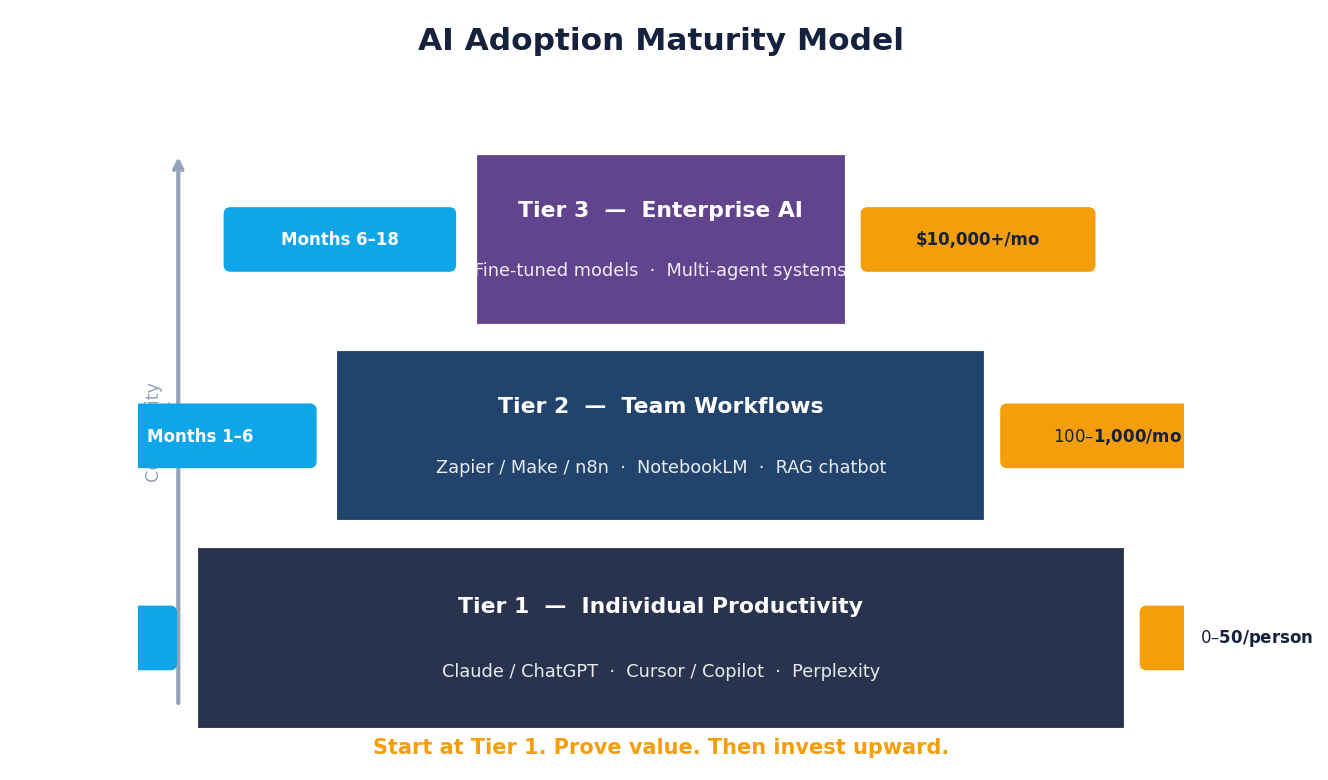 AI Adoption Maturity Model
Months 6–18
Tier 3 — Enterprise AI
$10,000+/mo
Fine-tuned models · Multi-agent systems
Months 1–6
Tier 2 — Team Workflows
100–1,000/mo
Zapier / Make / n8n · NotebookLM · RAG chatbot
Tier 1 — Individual Productivity
0–50/person
Claude / ChatGPT · Cursor / Copilot · Perplexity
Start at Tier 1. Prove value. Then invest upward.